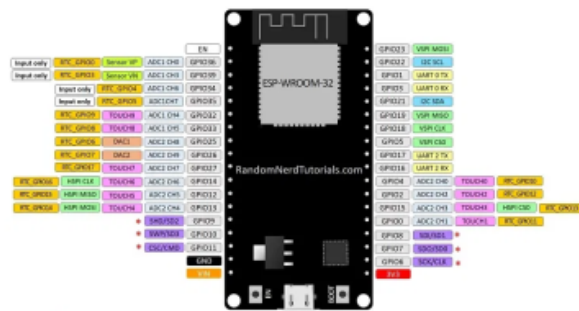 EN
Input only RTC_GPIO0 Sensor VP ADC1 CH0 GPIO36
Input only RTC_GPIO3 Sensor VN ADC1 CH3 GPIO39
Input only RTC_GPIO4 ADC1 CH6 GPIO34
Input only RTC_GPIO5 ADC1CH7 GPIO35
RTC_GPIO9 TOUCH9 ADC1 CH4 GPIO32
RTC_GPIO8 TOUCH8 ADC1 CH5 GPIO33
RTC_GPIO6 DAC1 ADC2 CH8 GPIO25
RTC_GPIO7 DAC2 ADC2 CH9 GPIO26
RTC_GPIO17 TOUCH7 ADC2 CH7 GPIO27
RTC_GPIO16 HSPI CLK TOUCH6 ADC2 CH6 GPIO14
RTC_GPIO15 HSPI MISO TOUCH5 ADC2 CH5 GPIO12
RTC_GPIO14 HSPI MOSI TOUCH4 ADC2 CH4 GPIO13
* SHD/SD2 GPIO9
* SWP/SD3 GPIO10
* CSC/CMD GPIO11
GND
VIN
ESP-WROOM-32
RandomNerdTutorials.com
EN
BOOT
GPIO23 VSPI MOSI
GPIO22 I2C SCL
GPIO1 UART 0 TX
GPIO3 UART 0 RX
GPIO21 I2C SDA
GPIO19 VSPI MISO
GPIO18 VSPI CLK
GPIO5 VSPI CS0
GPIO17 UART 2 TX
GPIO16 UART 2 RX
GPIO4 ADC2 CH0 TOUCH0 RTC_GPIO10
GPIO2 ADC2 CH2 TOUCH2 RTC_GPIO12
GPIO15 ADC2 CH3 TOUCH3 HSPI CS0 RTC_GPIO13
GPIO0 ADC2 CH1 TOUCH1 RTC_GPIO11
GPIO8 SDI/SD1 *
GPIO7 SDO/SD0 *
GPIO6 SCK/CLK *
3V3